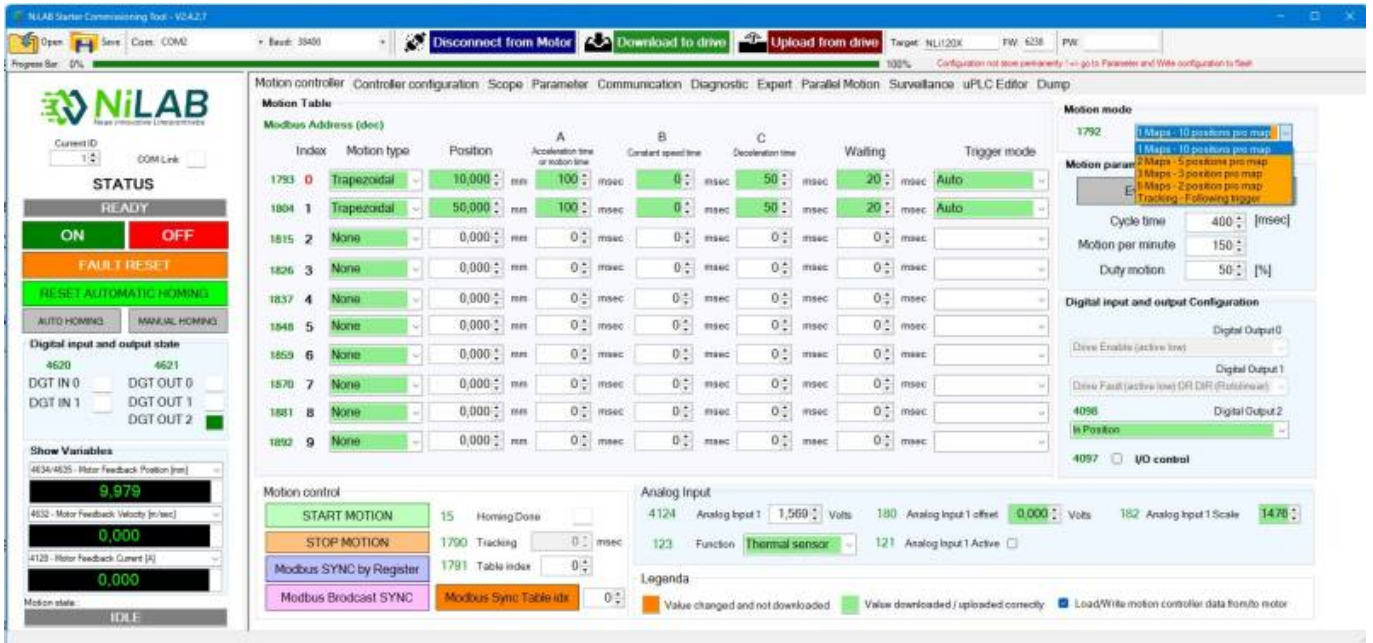 NiLAB Starter Commissioning Tool - V2.4.2.7
Open Save Com: COM2 Baud: 38400 Disconnect from Motor Download to drive Upload from drive Target: NLi120X FW: 6238 PW:
Progress Bar: 0% 100% Configuration not store permanently go to Parameter and Write configuration to flash
Motion controller Controller configuration Scope Parameter Communication Diagnostic Expert Parallel Motion Surveillance uPLC Editor Dump
NiLAB
Current ID
1 COM Link
STATUS
READY
ON OFF
FAULT RESET
RESET AUTOMATIC HOMING
AUTO HOMING MANUAL HOMING
Digital input and output state
4620 4621
DGT IN 0 DGT OUT 0
DGT IN 1 DGT OUT 1
DGT OUT 2
Show Variables
4634/4635 - Motor Feedback Position [mm]
9,979
4632 - Motor Feedback Velocity [m/sec]
0,000
4128 - Motor Feedback Current [A]
0,000
Motion state:
IDLE
Motion Table
Modbus Address (dec)
A B C
Index Motion type Position Acceleration time or motion time Constant speed time Deceleration time Waiting Trigger mode
1793 0 Trapezoidal 10,000 mm 100 msec 0 msec 50 msec 20 msec Auto
1804 1 Trapezoidal 50,000 mm 100 msec 0 msec 50 msec 20 msec Auto
1815 2 None 0,000 mm 0 msec 0 msec 0 msec 0 msec
1826 3 None 0,000 mm 0 msec 0 msec 0 msec 0 msec
1837 4 None 0,000 mm 0 msec 0 msec 0 msec 0 msec
1848 5 None 0,000 mm 0 msec 0 msec 0 msec 0 msec
1859 6 None 0,000 mm 0 msec 0 msec 0 msec 0 msec
1870 7 None 0,000 mm 0 msec 0 msec 0 msec 0 msec
1881 8 None 0,000 mm 0 msec 0 msec 0 msec 0 msec
1892 9 None 0,000 mm 0 msec 0 msec 0 msec 0 msec
Motion control
START MOTION 15 Homing Done
STOP MOTION 1790 Tracking 0 msec
Modbus SYNC by Register 1791 Table index 0
Modbus Brodcast SYNC Modbus Sync Table idx 0
Analog Input
4124 Analog Input 1 1,569 Volts 180 Analog Input 1 offset 0,000 Volts 182 Analog Input 1 Scale 1476
123 Function Thermal sensor 121 Analog Input 1 Active
Legenda
Value changed and not downloaded Value downloaded / uploaded correctly Load/Write motion controller data from/to motor
Motion mode
1792 1 Maps - 10 positions pro map
1 Maps - 10 positions pro map
2 Maps - 5 positions pro map
3 Maps - 3 position pro map
5 Maps - 2 position pro map
Tracking - Following trigger
Motion param
Cycle time 400 [msec]
Motion per minute 150
Duty motion 50 [%]
Digital input and output Configuration
Digital Output 0
Drive Enable (active low)
Digital Output 1
Drive Fault (active low) OR DIR (Rotolinear)
4098 Digital Output 2
In Position
4097 I/O control